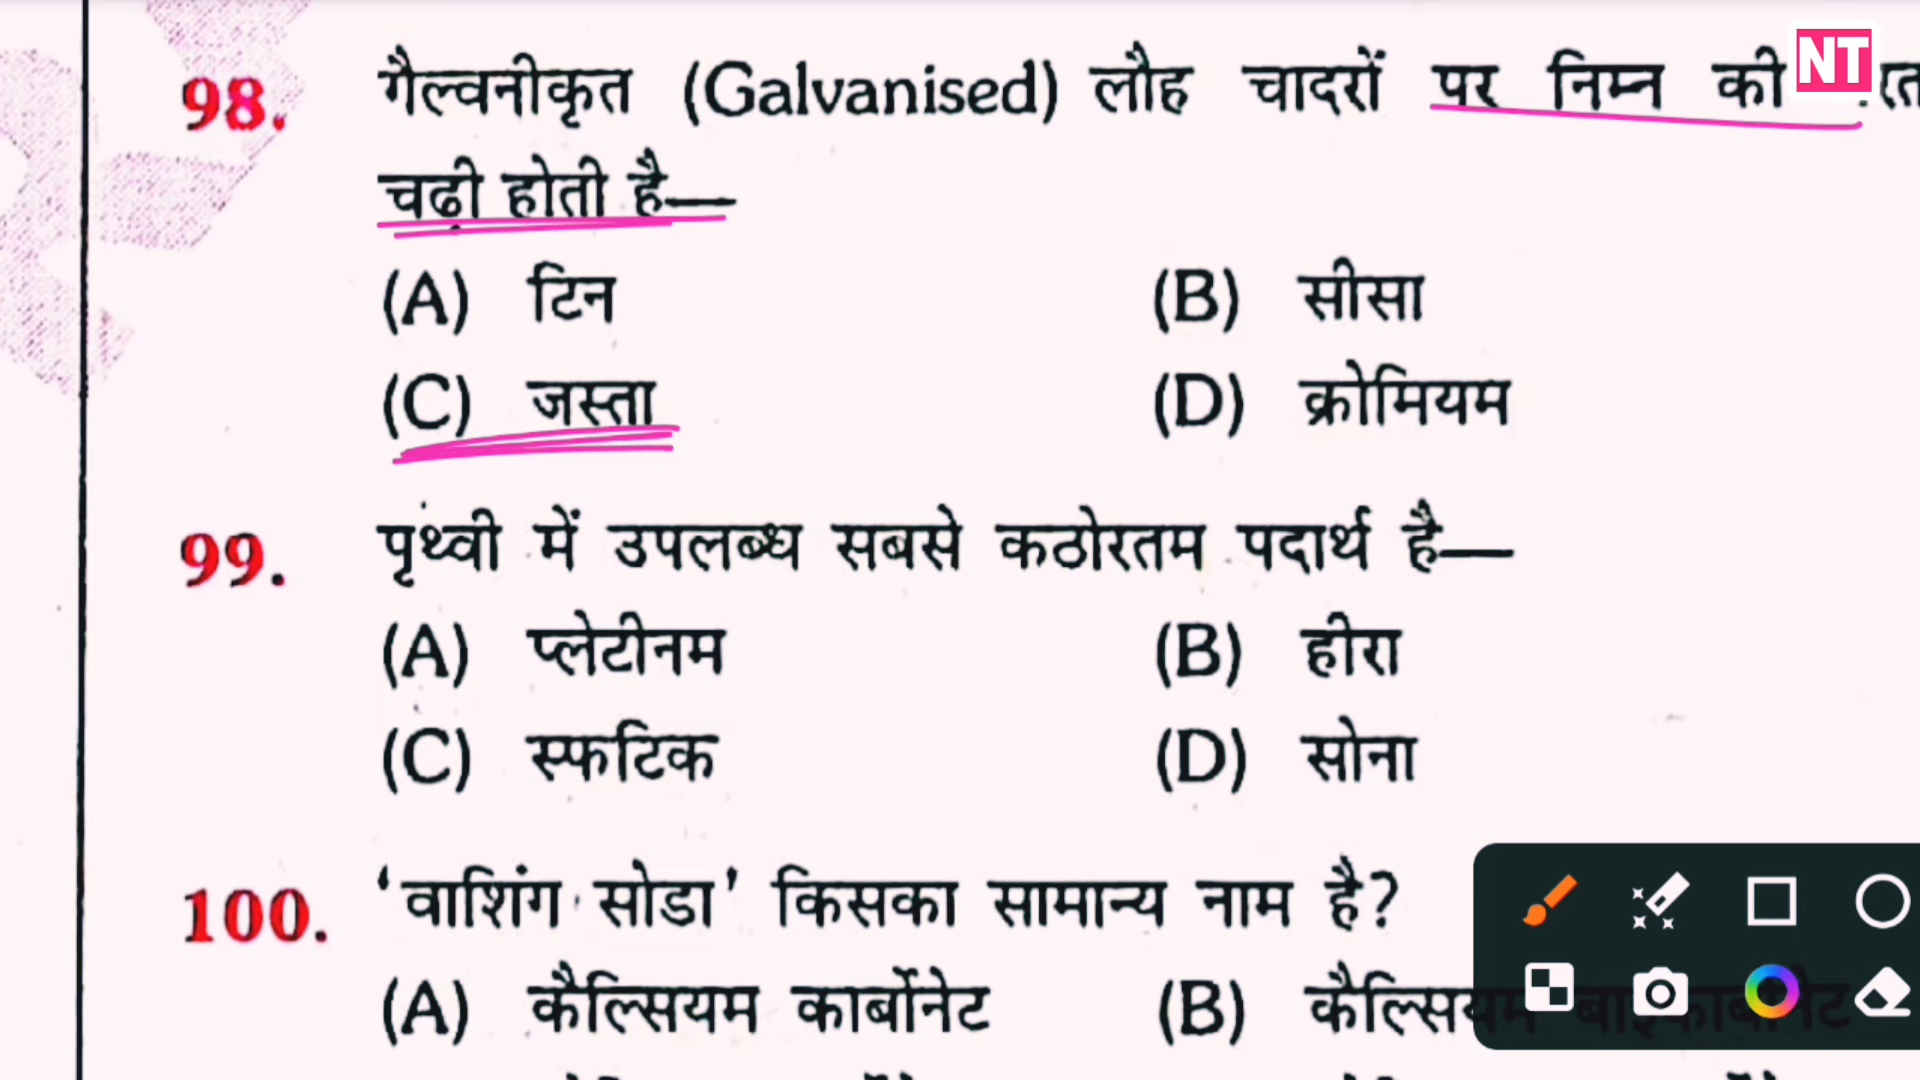 NT
98. गैल्वनीकृत (Galvanised) लौह चादरों पर निम्न की
चढ़ी होती है—
(A) टिन (B) सीसा
(C) जस्ता (D) क्रोमियम
99. पृथ्वी में उपलब्ध सबसे कठोरतम पदार्थ है—
(A) प्लेटीनम (B) हीरा
(C) स्फटिक (D) सोना
100. ‘वाशिंग सोडा’ किसका सामान्य नाम है?
(A) कैल्सियम कार्बोनेट (B) कैल्सियम बाइकार्बोनेट